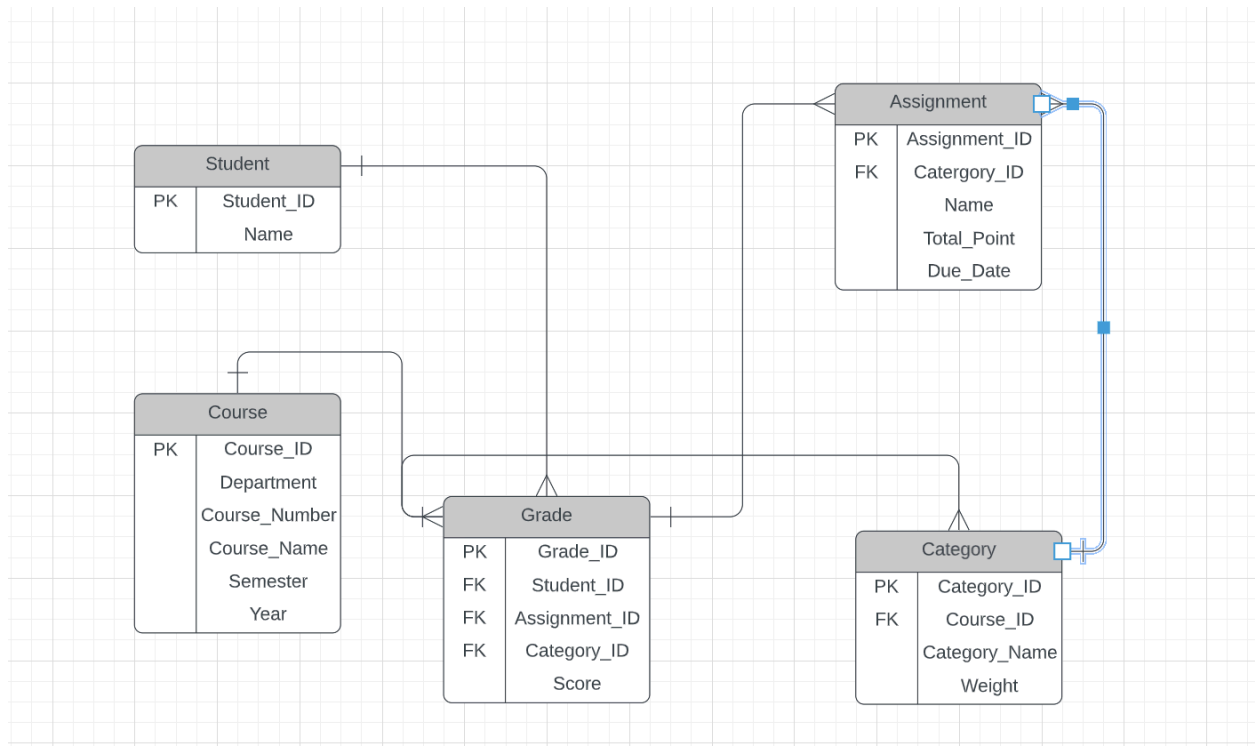 Student
PK Student_ID
Name
Assignment
PK Assignment_ID
FK Catergory_ID
Name
Total_Point
Due_Date
Course
PK Course_ID
Department
Course_Number
Course_Name
Semester
Year
Grade
PK Grade_ID
FK Student_ID
FK Assignment_ID
FK Category_ID
Score
Category
PK Category_ID
FK Course_ID
Category_Name
Weight